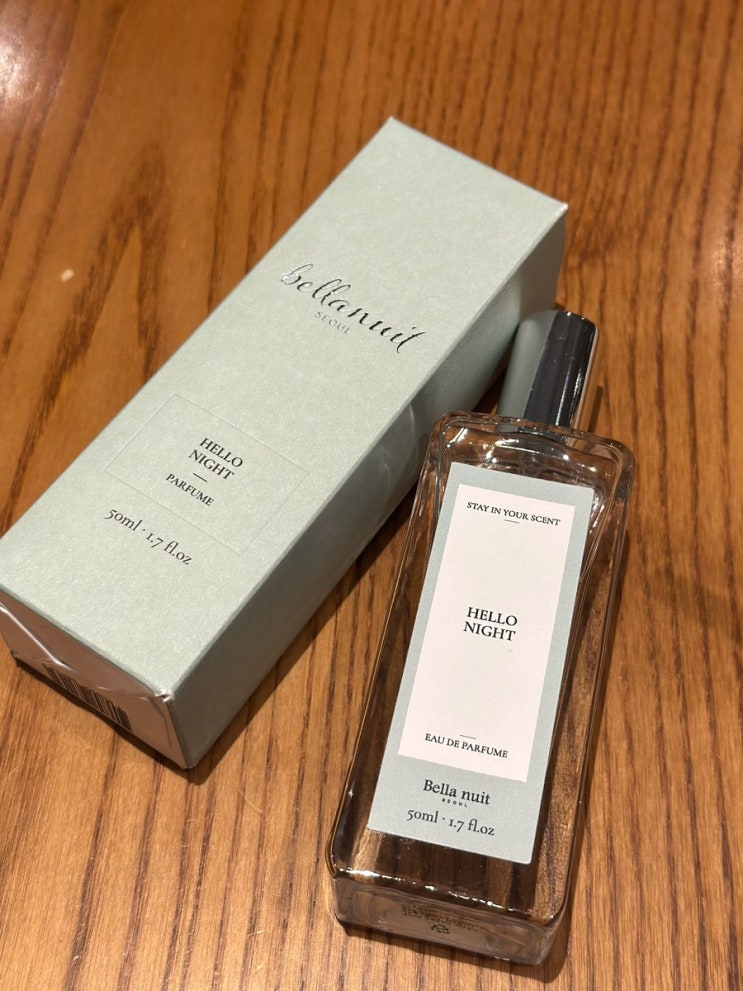 bellanuit
SEOUL
HELLO
NIGHT
PARFUME
50ml · 1.7 fl.oz
STAY IN YOUR SCENT
HELLO
NIGHT
EAU DE PARFUME
Bella nuit
SEOUL
50ml · 1.7 fl.oz